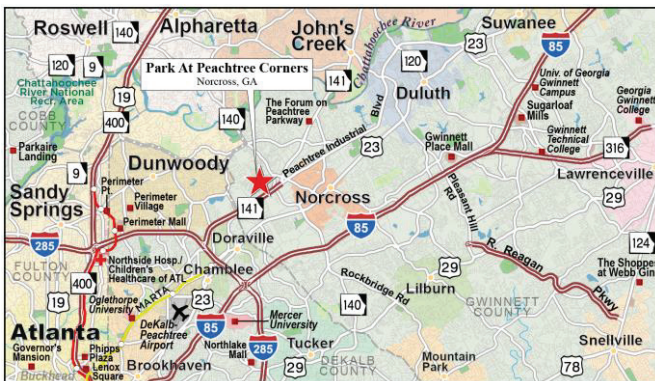 Roswell
140
Alpharetta
John's
Creek
Chattahoochee River
Suwanee
23
85
120
9
Park At Peachtree Corners
Norcross, GA
141
120
Duluth
Univ. of Georgia
Gwinnett
Campus
Georgia
Gwinnett
College
Chattahoochee
River National
Recr. Area
COBB
COUNTY
19
400
140
The Forum on
Peachtree
Parkway
Peachtree Industrial Blvd
23
Sugarloaf
Mills
Gwinnett
Place Mall
Gwinnett
Technical
College
316
Lawrenceville
Parkaire
Landing
9
Dunwoody
Sandy
Springs
Perimeter
Pt.
Perimeter
Village
Perimeter Mall
141
Norcross
85
Pleasant Hill
Rd
29
285
Doraville
Northside Hosp./
Children's
Healthcare of ATL
FULTON
COUNTY
Chamblee
R. Reagan
Pkwy
124
The Shoppes
at Webb Ginn
400
19
Oglethorpe
University
MARTA
23
Rockbridge Rd
29
Lilburn
GWINNETT
COUNTY
140
Atlanta
DeKalb-
Peachtree
Airport
85
Mercer
University
Governor's
Mansion
Phipps
Plaza
Lenox
Square
Buckhead
Brookhaven
Northlake
Mall
285
Tucker
29
DEKALB
COUNTY
Mountain
Park
78
Snellville